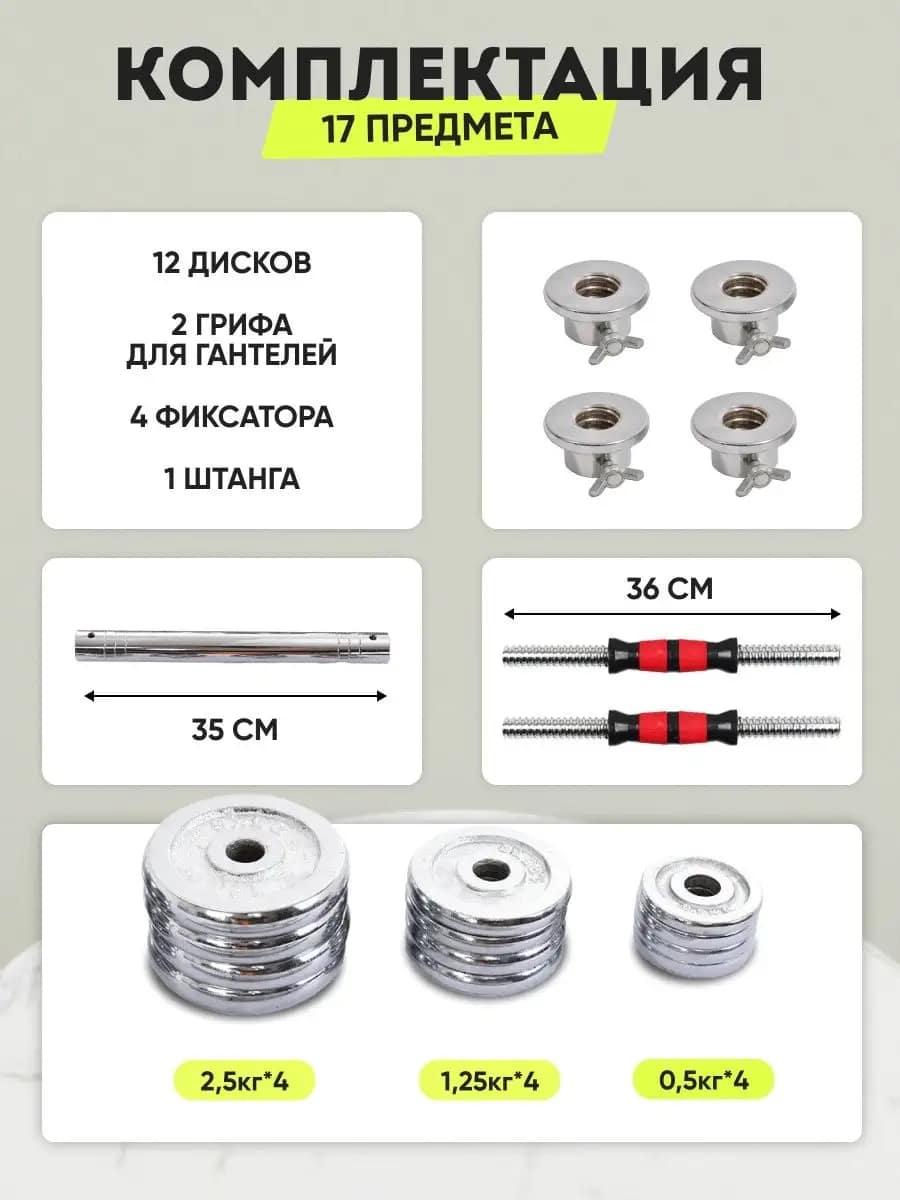 КОМПЛЕКТАЦИЯ
17 ПРЕДМЕТА
12 ДИСКОВ
2 ГРИФА
ДЛЯ ГАНТЕЛЕЙ
4 ФИКСАТОРА
1 ШТАНГА
35 СМ
36 СМ
2,5кг*4
1,25кг*4
0,5кг*4